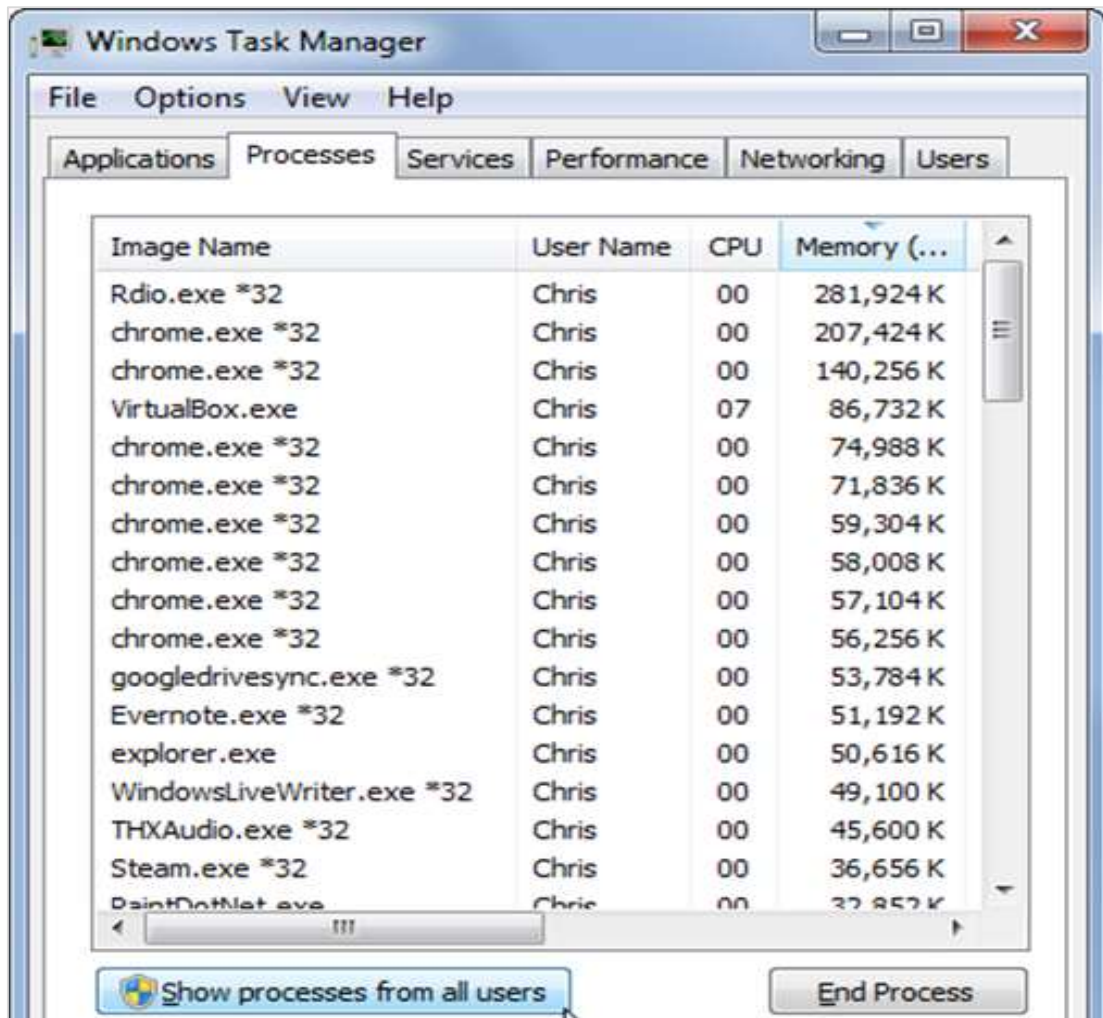 Windows Task Manager
File Options View Help
Applications Processes Services Performance Networking Users
Image Name User Name CPU Memory (...
Rdio.exe *32 Chris 00 281,924 K
chrome.exe *32 Chris 00 207,424 K
chrome.exe *32 Chris 00 140,256 K
VirtualBox.exe Chris 07 86,732 K
chrome.exe *32 Chris 00 74,988 K
chrome.exe *32 Chris 00 71,836 K
chrome.exe *32 Chris 00 59,304 K
chrome.exe *32 Chris 00 58,008 K
chrome.exe *32 Chris 00 57,104 K
chrome.exe *32 Chris 00 56,256 K
googledrivesync.exe *32 Chris 00 53,784 K
Evernote.exe *32 Chris 00 51,192 K
explorer.exe Chris 00 50,616 K
WindowsLiveWriter.exe *32 Chris 00 49,100 K
THXAudio.exe *32 Chris 00 45,600 K
Steam.exe *32 Chris 00 36,656 K
PaintDotNet.exe Chris 00 32,852 K
Show processes from all users End Process